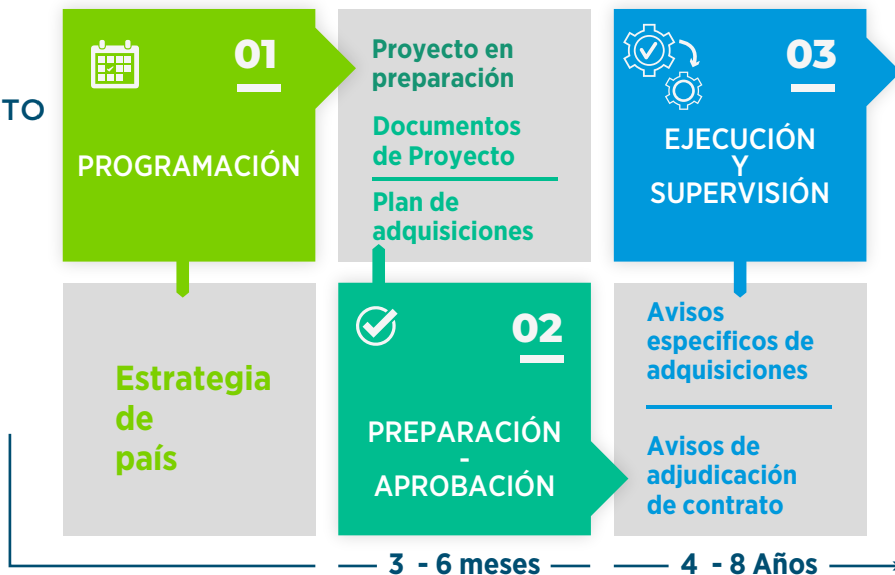 TO
01
PROGRAMACIÓN
Estrategia
de
país
Proyecto en
preparación
Documentos
de Proyecto
Plan de
adquisiciones
02
PREPARACIÓN
-
APROBACIÓN
03
EJECUCIÓN
Y
SUPERVISIÓN
Avisos
especificos de
adquisiciones
Avisos de
adjudicación
de contrato
3 - 6 meses
4 - 8 Años